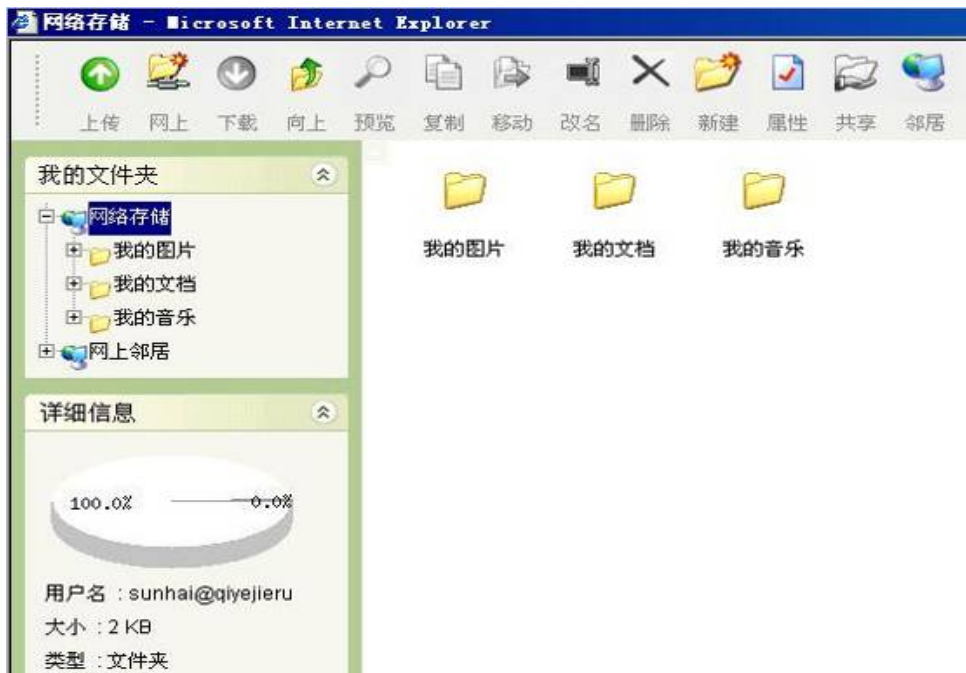 网络存储 - Microsoft Internet Explorer
上传 网上 下载 向上 预览 复制 移动 改名 删除 新建 属性 共享 邻居
我的文件夹
网络存储
我的图片
我的文档
我的音乐
网上邻居
详细信息
100.0% 0.0%
用户名 : sunhai@qiyejieru
大小 : 2 KB
类型 : 文件夹
我的图片 我的文档 我的音乐